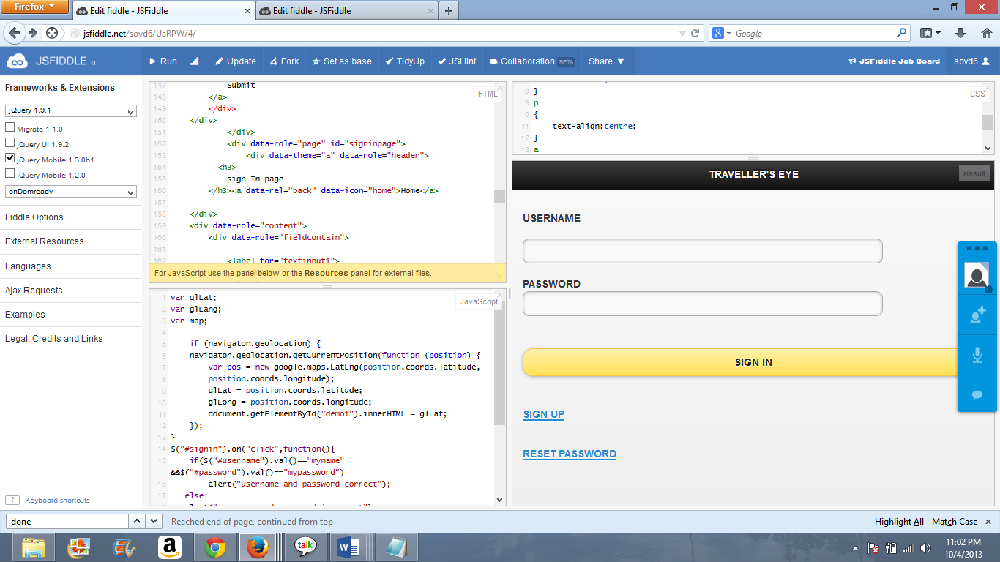 Firefox
Edit fiddle - JSFiddle
Edit fiddle - JSFiddle
jsfiddle.net/sovd6/UaRPW/4/
Google
JSFIDDLE α
Run
Update
Fork
Set as base
TidyUp
JSHint
Collaboration BETA
Share
JSFiddle Job Board
sovd6
Frameworks & Extensions
jQuery 1.9.1
Migrate 1.1.0
jQuery UI 1.9.2
jQuery Mobile 1.3.0b1
jQuery Mobile 1.2.0
onDomready
Fiddle Options
External Resources
Languages
Ajax Requests
Examples
Legal, Credits and Links
? Keyboard shortcuts
HTML
147 Submit
148 </a>
149 </div>
150 </div>
151 </div>
152 <div data-role="page" id="signinpage">
153 <div data-theme="a" data-role="header">
154 <h3>
155 sign In page
156 </h3><a data-rel="back" data-icon="home">Home</a>
157
158 </div>
159 <div data-role="content">
160 <div data-role="fieldcontain">
161
162 <label for="textinput1">
For JavaScript use the panel below or the Resources panel for external files.
JavaScript
1 var glLat;
2 var glLang;
3 var map;
4
5 if (navigator.geolocation) {
6 navigator.geolocation.getCurrentPosition(function (position) {
7 var pos = new google.maps.LatLng(position.coords.latitude,
8 position.coords.longitude);
9 glLat = position.coords.latitude;
10 glLong = position.coords.longitude;
11 document.getElementById("demo1").innerHTML = glLat;
12 });
13 }
14 $("#signin").on("click",function(){
15 if($("#username").val()=="myname"
&&$("#password").val()=="mypassword")
16 alert("username and password correct");
17 else
CSS
8 }
9 p
10 {
11 text-align:centre;
12 }
13 a
TRAVELLER'S EYE
Result
USERNAME
PASSWORD
SIGN IN
SIGN UP
RESET PASSWORD
done
Reached end of page, continued from top
Highlight All
Match Case
talk
11:02 PM
10/4/2013